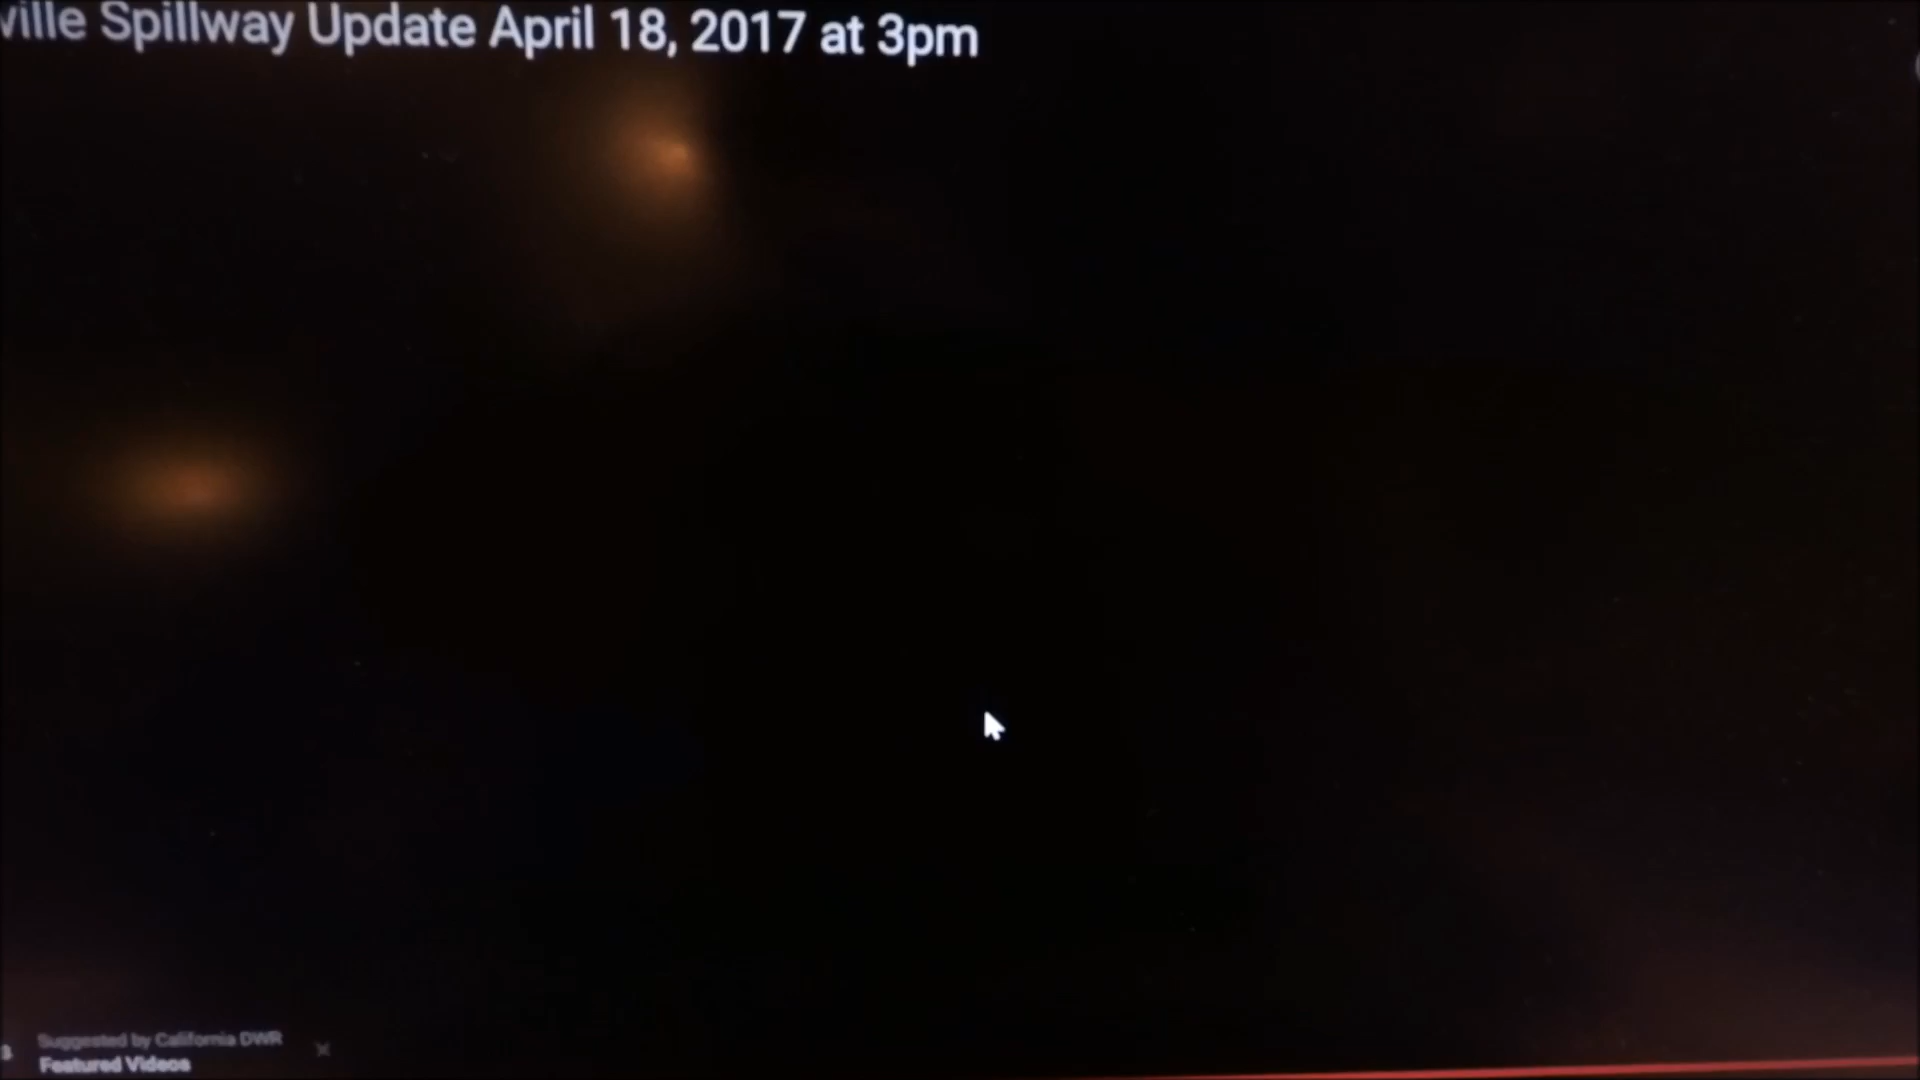 ville Spillway Update April 18, 2017 at 3pm
Suggested by California DWR
Featured Videos